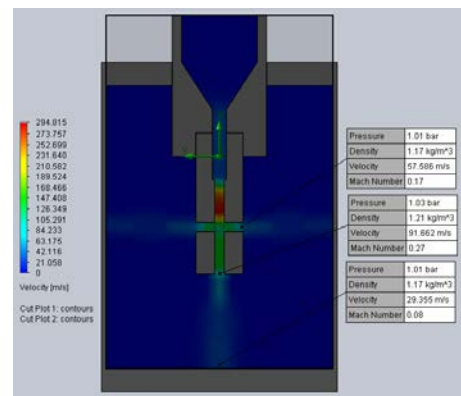 294.815
273.757
252.699
231.640
210.582
189.524
168.466
147.408
126.349
105.291
84.233
63.175
42.116
21.058
0
Velocity [m/s]
Cut Plot 1: contours
Cut Plot 2: contours
Pressure 1.01 bar
Density 1.17 kg/m^3
Velocity 57.586 m/s
Mach Number 0.17
Pressure 1.03 bar
Density 1.21 kg/m^3
Velocity 91.662 m/s
Mach Number 0.27
Pressure 1.01 bar
Density 1.17 kg/m^3
Velocity 29.355 m/s
Mach Number 0.08